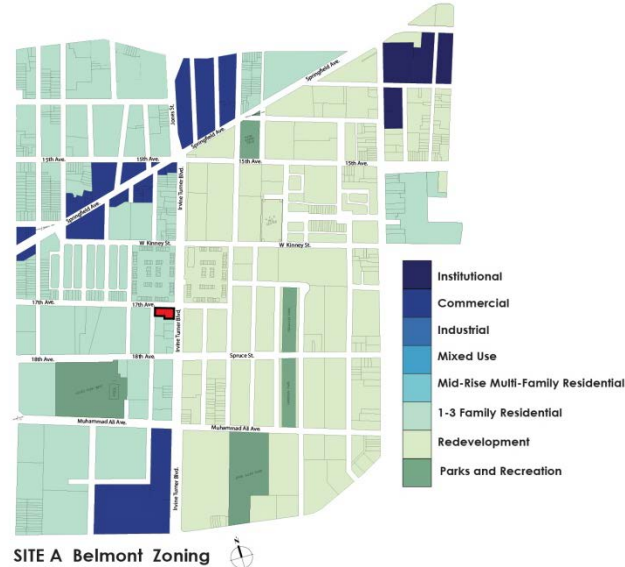 Springfield Ave.
Jones St.
Springfield Ave.
15th Ave.
15th Ave.
15th Ave.
15th Ave.
Irvine Turner Blvd.
Springfield Ave.
W Kinney St.
W Kinney St.
17th Ave.
17th Ave.
Irvine Turner Blvd.
18th Ave.
18th Ave.
Spruce St.
Muhammad Ali Ave.
Muhammad Ali Ave.
Irvine Turner Blvd.
Institutional
Commercial
Industrial
Mixed Use
Mid-Rise Multi-Family Residential
1-3 Family Residential
Redevelopment
Parks and Recreation
SITE A Belmont Zoning
N